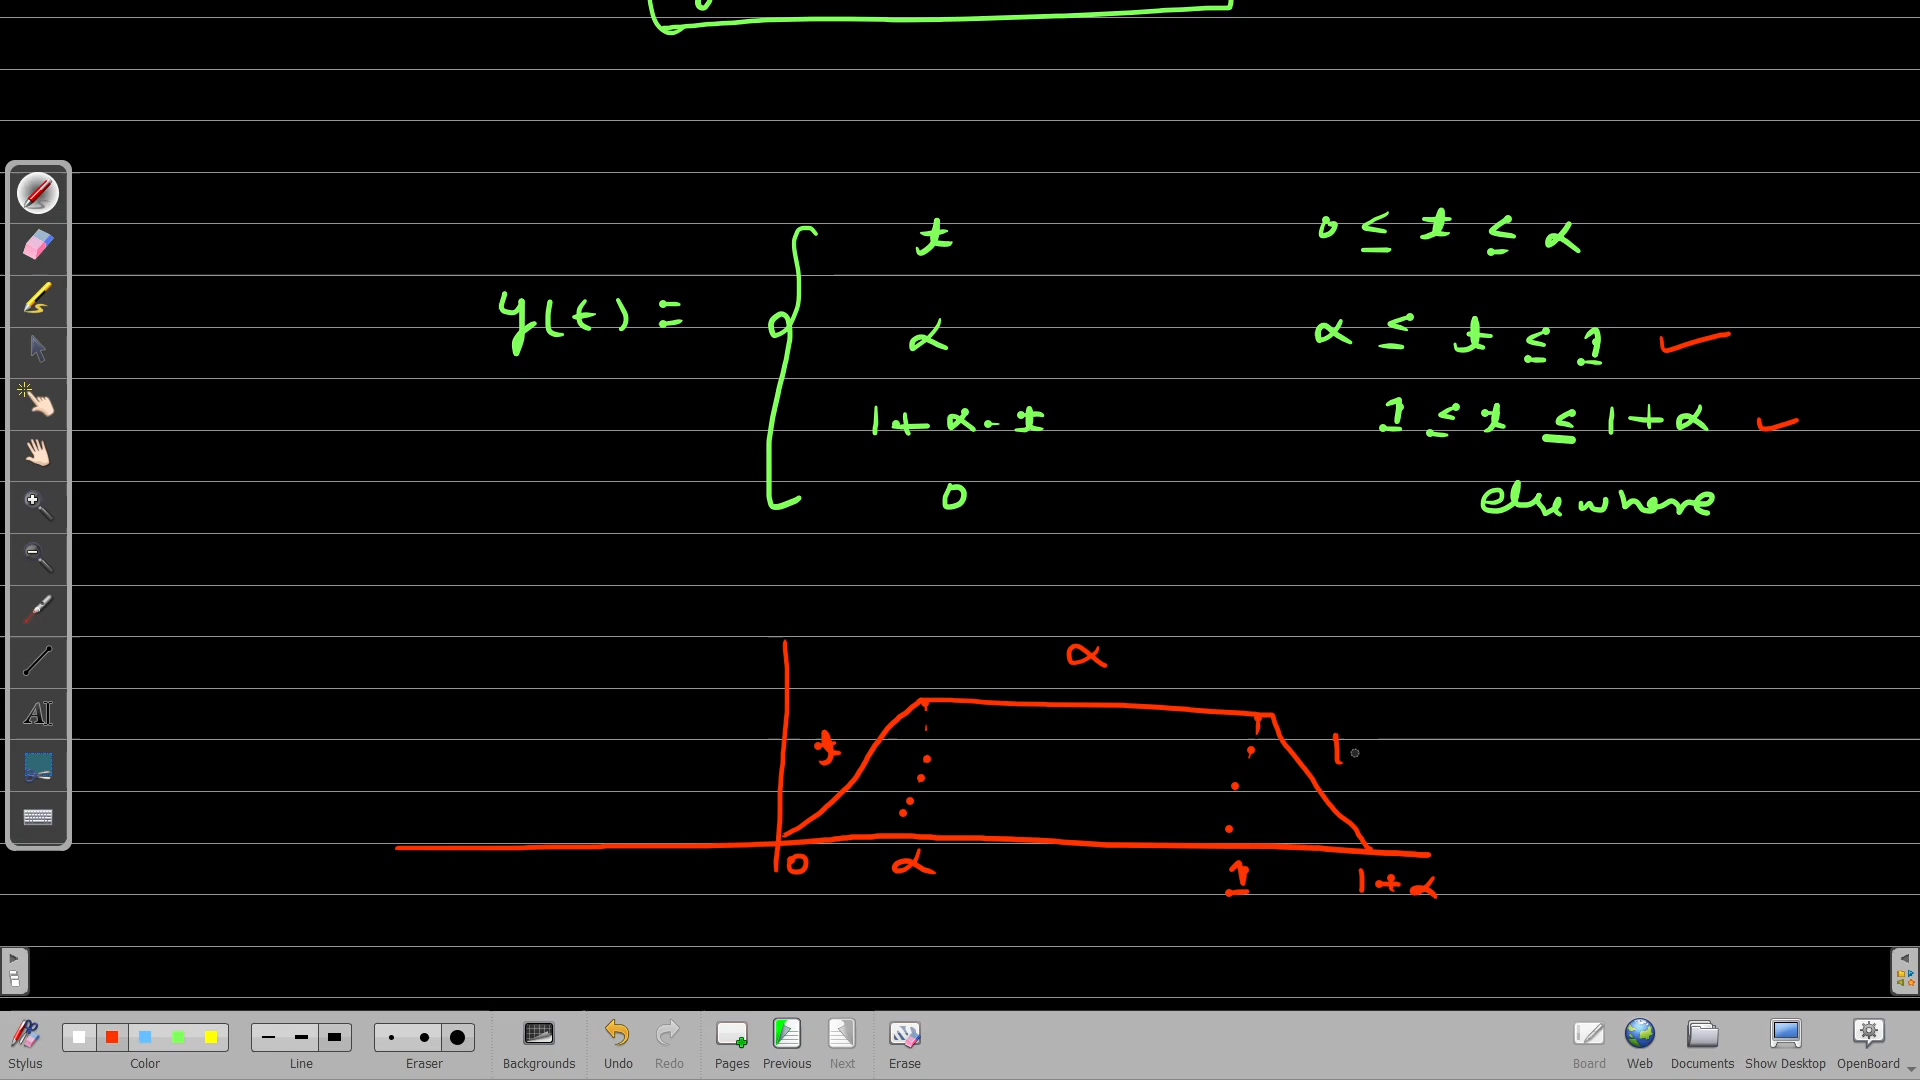 t 0 ≤ t ≤ α
y(t) = α α ≤ t ≤ 1
1 + α - t 1 ≤ t ≤ 1 + α
0 elsewhere
α
t 1
0 α 1 1 + α
AI
Stylus Color Line Eraser Backgrounds Undo Redo Pages Previous Next Erase Board Web Documents Show Desktop OpenBoard